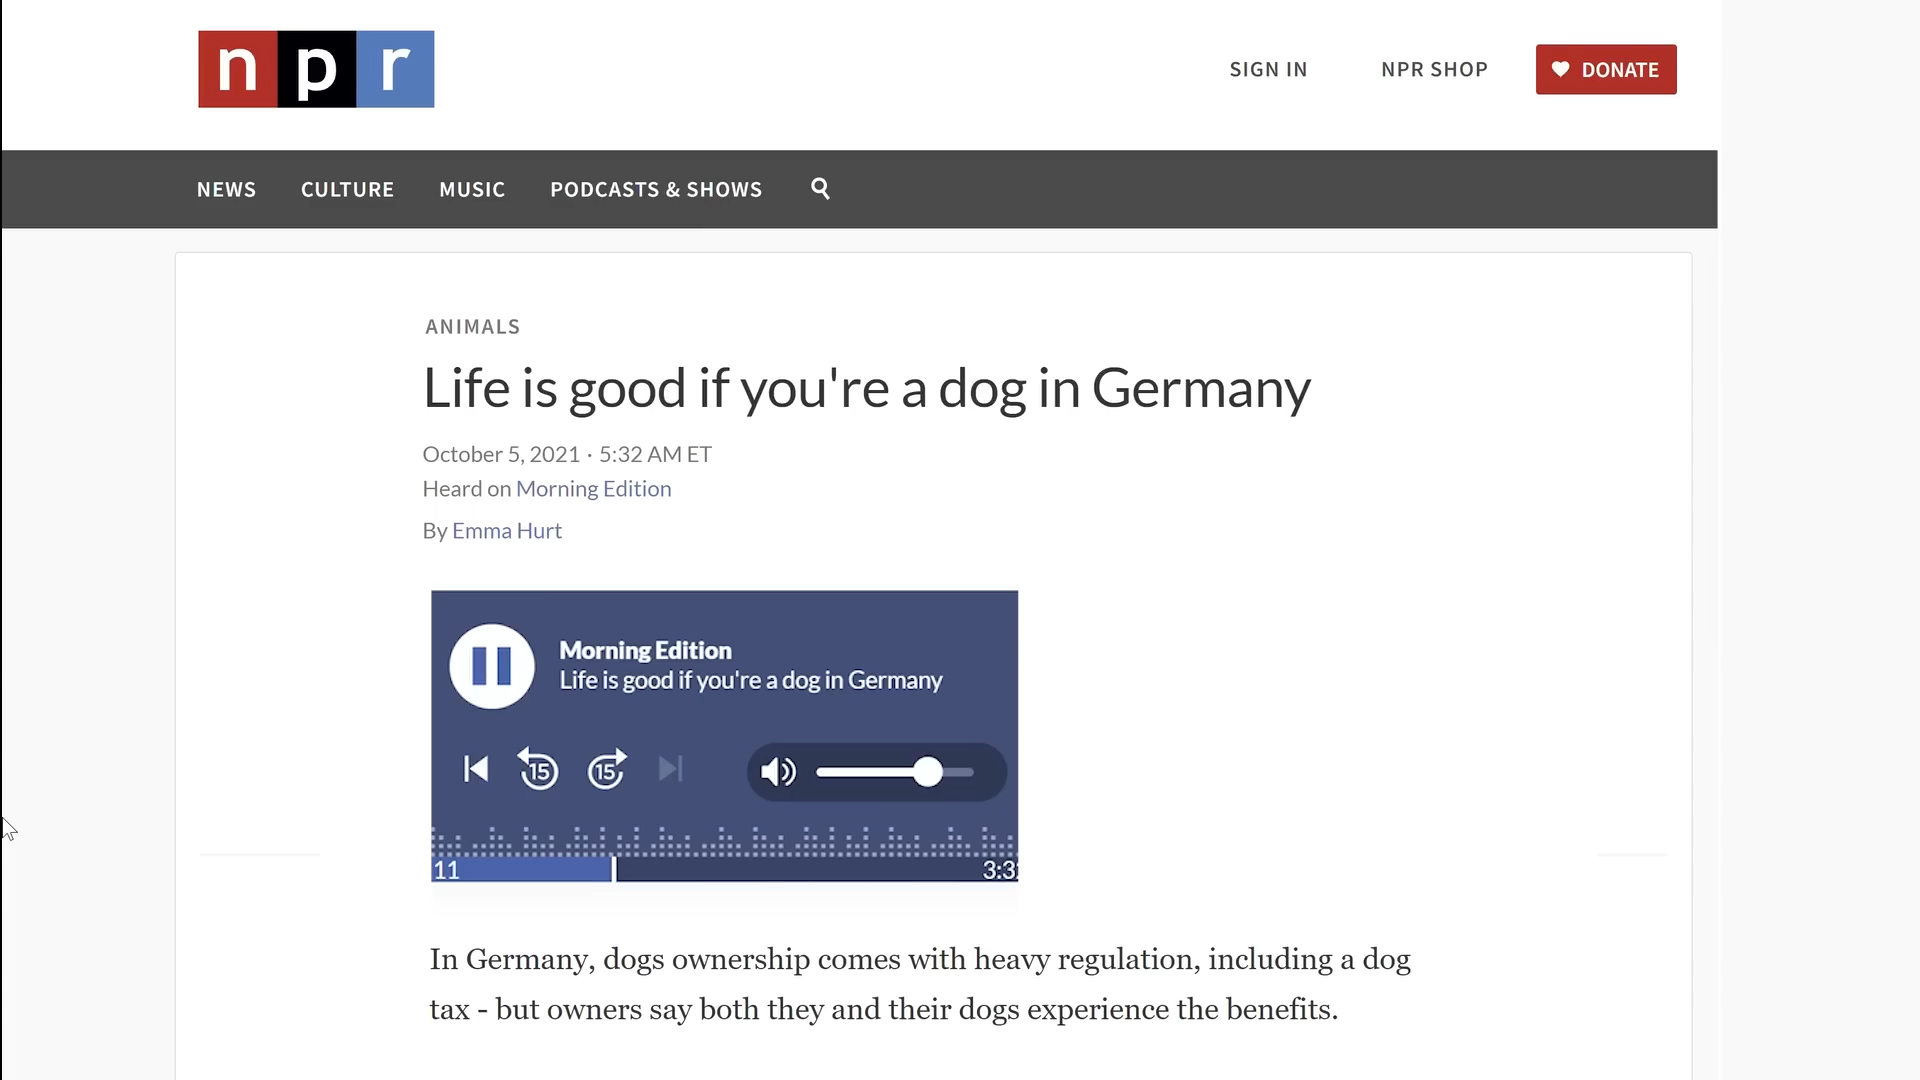 npr
SIGN IN
NPR SHOP
DONATE
NEWS
CULTURE
MUSIC
PODCASTS & SHOWS
ANIMALS
Life is good if you're a dog in Germany
October 5, 2021 · 5:32 AM ET
Heard on Morning Edition
By Emma Hurt
Morning Edition
Life is good if you're a dog in Germany
15
15
11
In Germany, dogs ownership comes with heavy regulation, including a dog
tax - but owners say both they and their dogs experience the benefits.